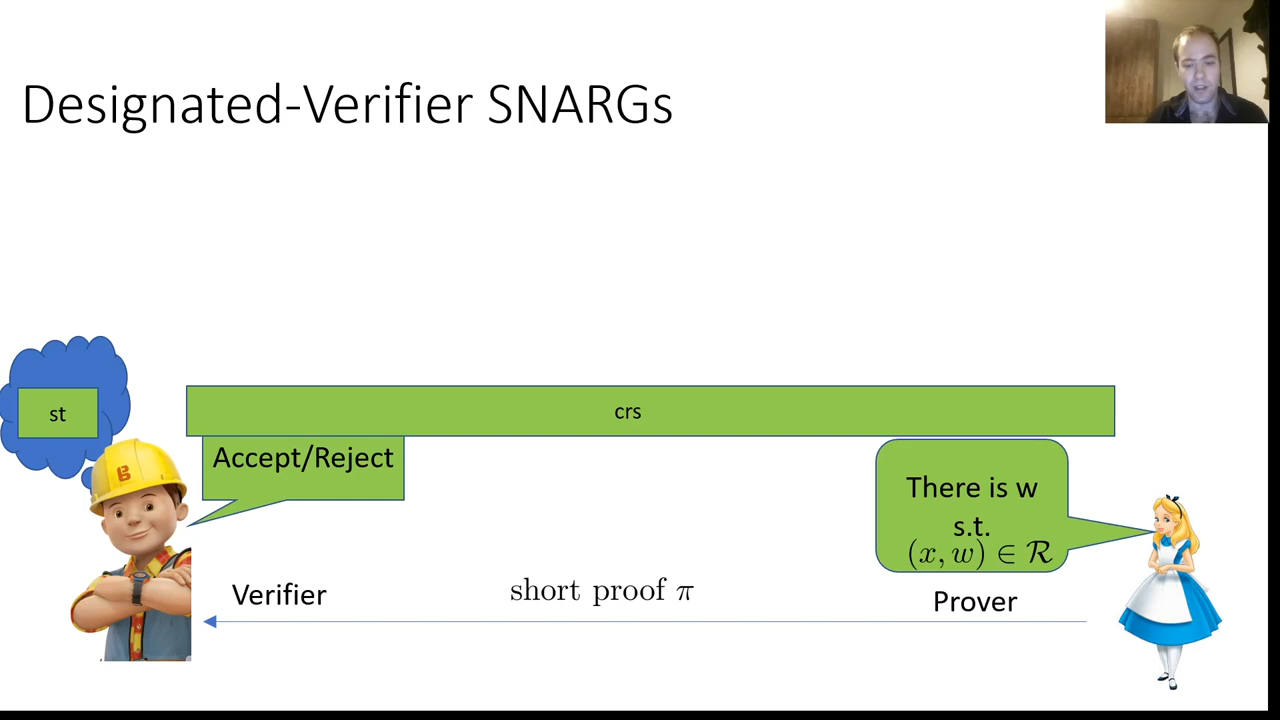 Designated-Verifier SNARGs
st
crs
Accept/Reject
There is w
s.t.
(x, w) ∈ R
Verifier
short proof π
Prover
B